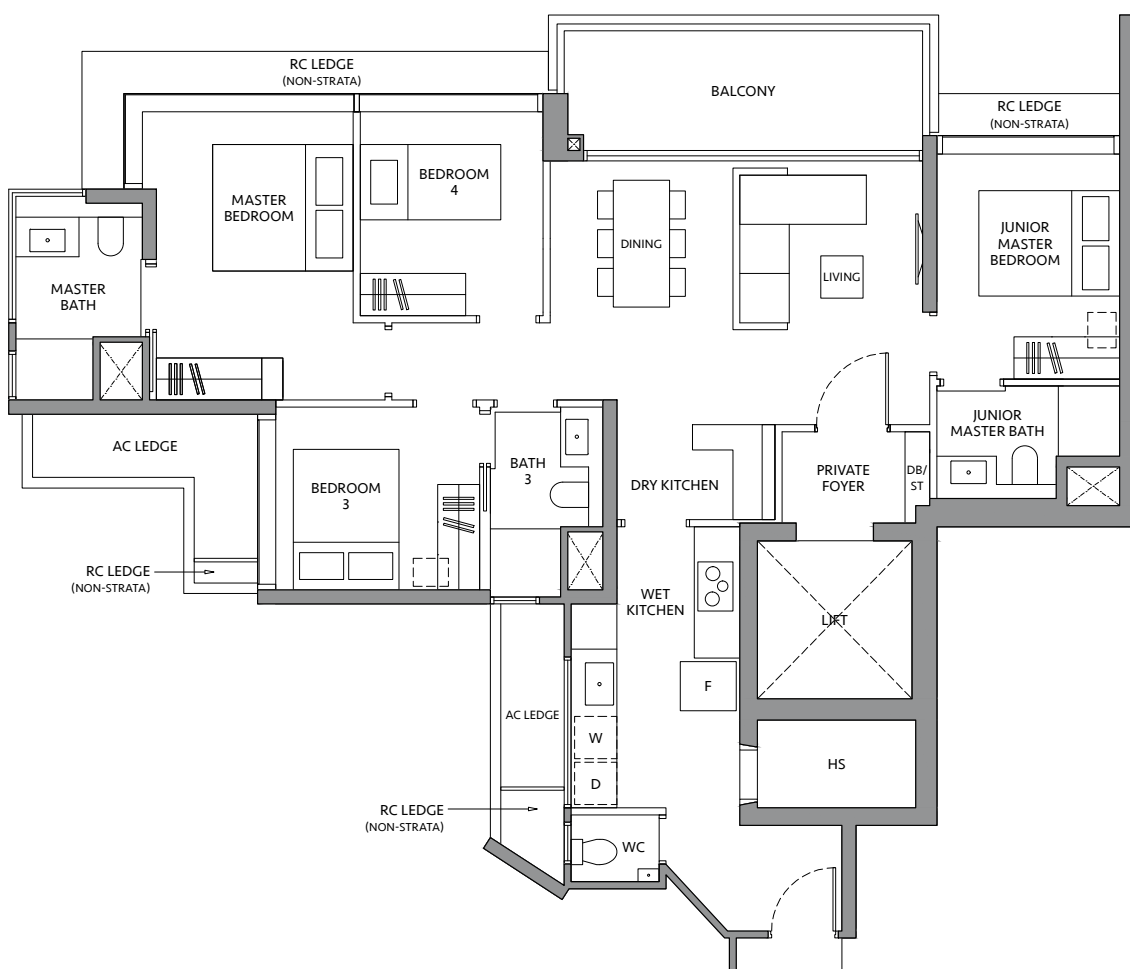 RC LEDGE
(NON-STRATA)
BALCONY
RC LEDGE
(NON-STRATA)
MASTER
BEDROOM
BEDROOM
4
DINING
LIVING
JUNIOR
MASTER
BEDROOM
MASTER
BATH
AC LEDGE
BEDROOM
3
BATH
3
DRY KITCHEN
PRIVATE
FOYER
DB/
ST
JUNIOR
MASTER BATH
RC LEDGE
(NON-STRATA)
WET
KITCHEN
LIFT
F
AC LEDGE
W
D
HS
RC LEDGE
(NON-STRATA)
WC